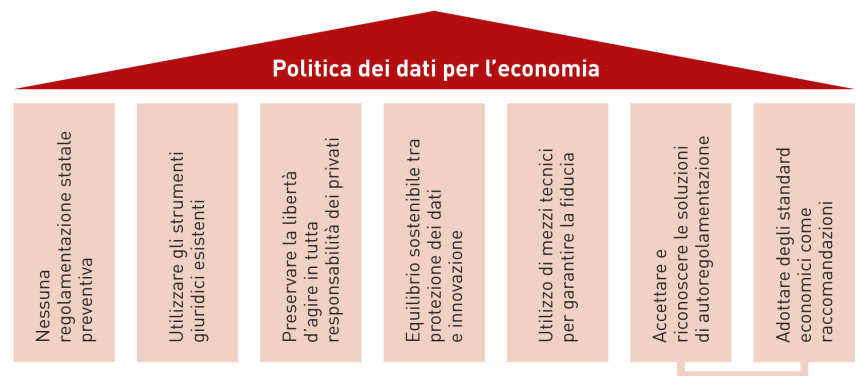 Politica dei dati per l’economia
Nessuna
regolamentazione statale
preventiva
Utilizzare gli strumenti
giuridici esistenti
Preservare la libertà
d’agire in tutta
responsabilità dei privati
Equilibrio sostenibile tra
protezione dei dati
e innovazione
Utilizzo di mezzi tecnici
per garantire la fiducia
Accettare e
riconoscere le soluzioni
di autoregolamentazione
Adottare degli standard
economici come
raccomandazioni